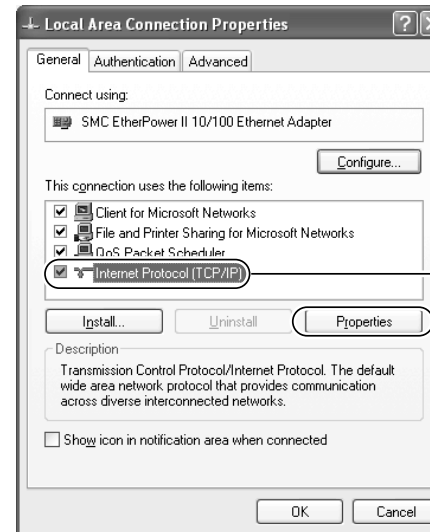 Local Area Connection Properties
General Authentication Advanced
Connect using:
SMC EtherPower II 10/100 Ethernet Adapter
Configure...
This connection uses the following items:
Client for Microsoft Networks
File and Printer Sharing for Microsoft Networks
QoS Packet Scheduler
Internet Protocol (TCP/IP)
Install... Uninstall Properties
Description
Transmission Control Protocol/Internet Protocol. The default
wide area network protocol that provides communication
across diverse interconnected networks.
Show icon in notification area when connected
OK Cancel